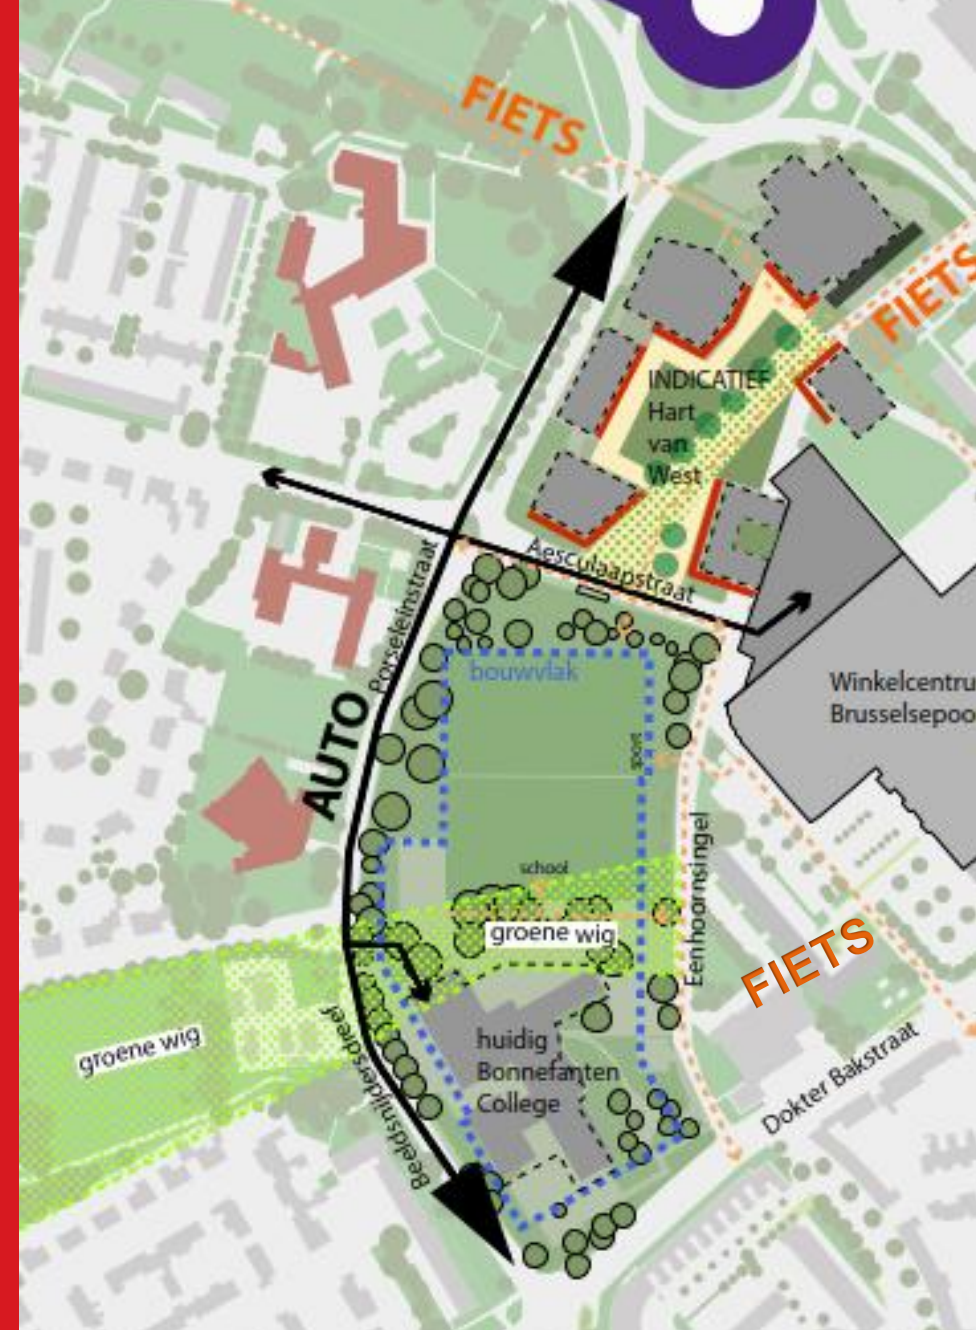 FIETS
FIETS
INDICATIEF
Hart
van
West
Aesculaapstraat
Porseleinstraat
bouwvlak
Winkelcentru
Brusselsepoo
sport
AUTO
school
Eenhoornsingel
groene wig
FIETS
groene wig
huidig
Bonnefanten
College
Beeldsnijdersdreef
Dokter Bakstraat